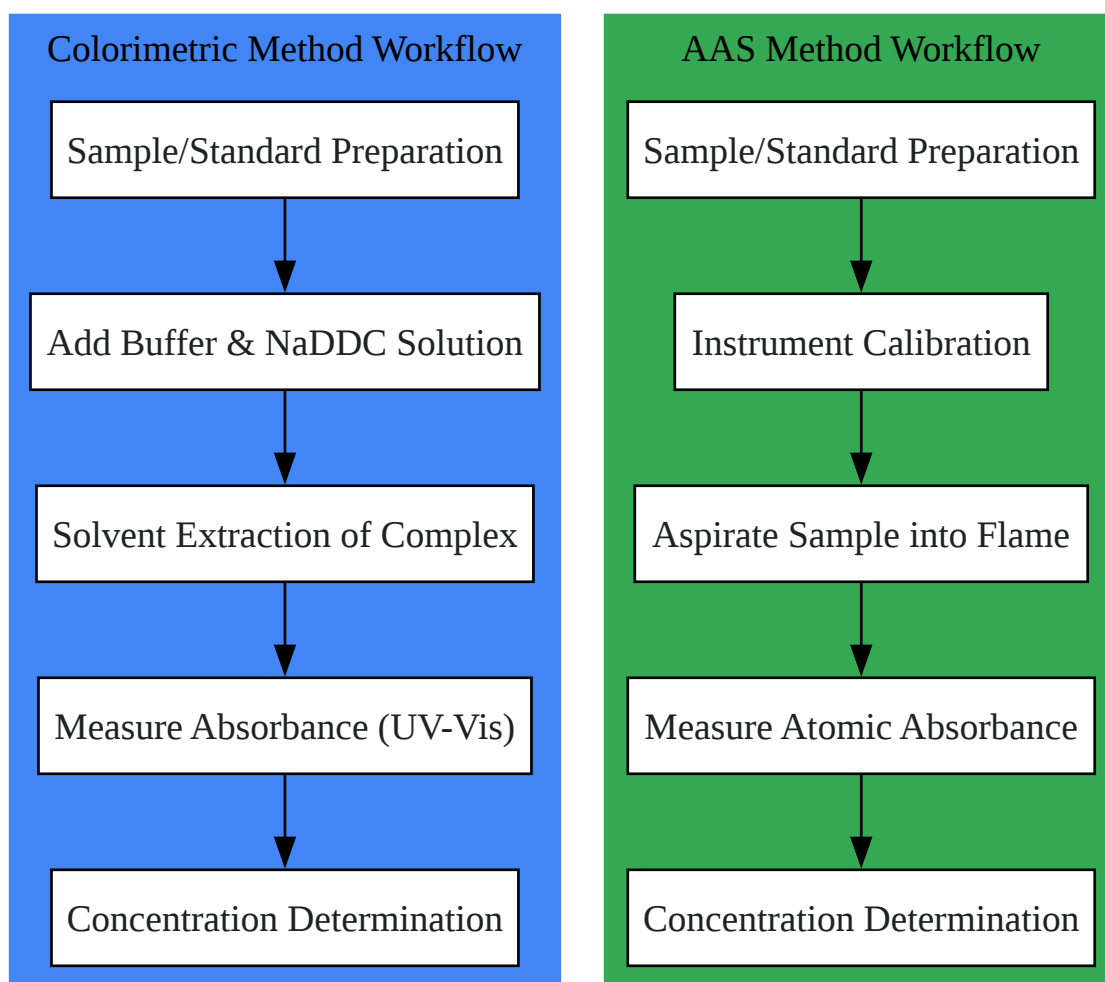 Colorimetric Method Workflow
Sample/Standard Preparation
Add Buffer & NaDDC Solution
Solvent Extraction of Complex
Measure Absorbance (UV-Vis)
Concentration Determination
AAS Method Workflow
Sample/Standard Preparation
Instrument Calibration
Aspirate Sample into Flame
Measure Atomic Absorbance
Concentration Determination